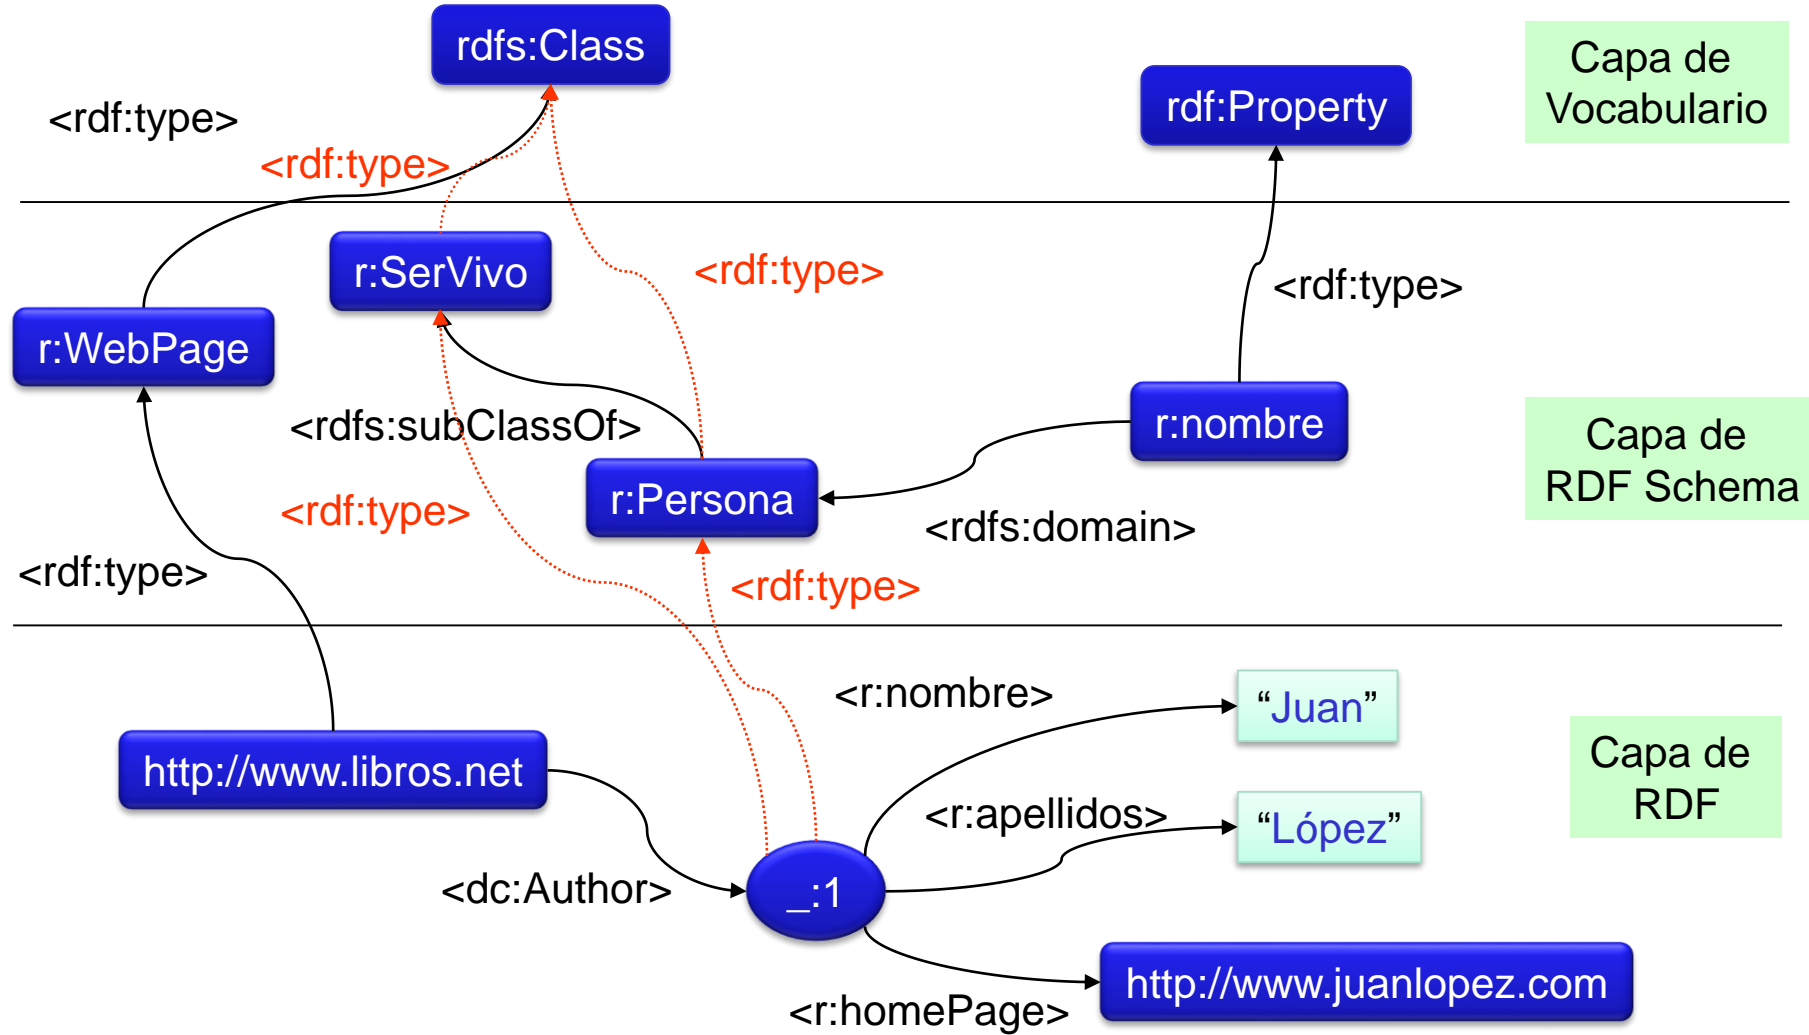 rdfs:Class
Capa de
Vocabulario
rdf:Property
<rdf:type>
<rdf:type>
r:SerVivo
<rdf:type>
<rdf:type>
r:WebPage
r:nombre
<rdfs:subClassOf>
Capa de
RDF Schema
r:Persona
<rdf:type>
<rdfs:domain>
<rdf:type>
<rdf:type>
<r:nombre>
“Juan”
http://www.libros.net
Capa de
RDF
<r:apellidos>
“López”
<dc:Author>
_:1
http://www.juanlopez.com
<r:homePage>